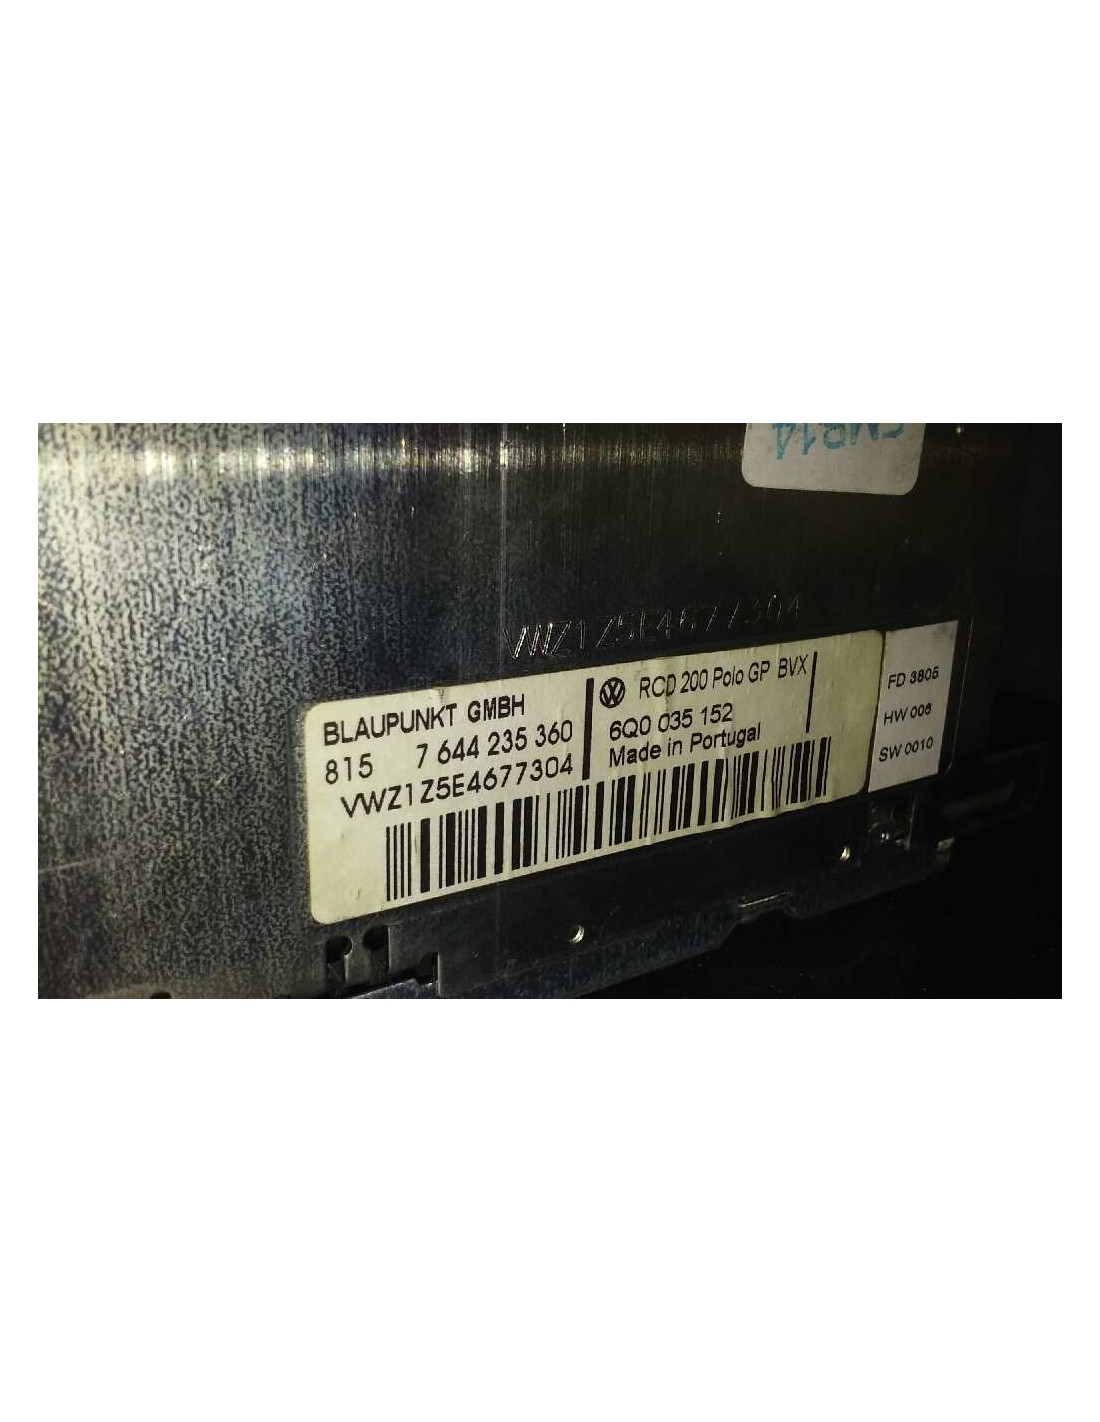 VWZ1Z5E4677304
BLAUPUNKT GMBH
815 7 644 235 360
VWZ1Z5E4677304
RCD 200 Polo GP BVX
6Q0 035 152
Made in Portugal
FD 3805
HW 006
SW 0010